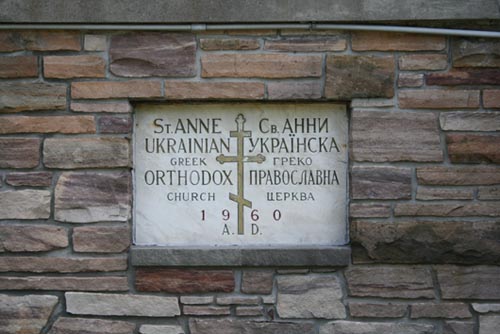 ST. ANNE СВ. АННИ
UKRAINIAN УКРАЇНСКА
GREEK ГРЕКО
ORTHODOX ПРАВОСЛАВНА
CHURCH ЦЕРКВА
1960
A.D.